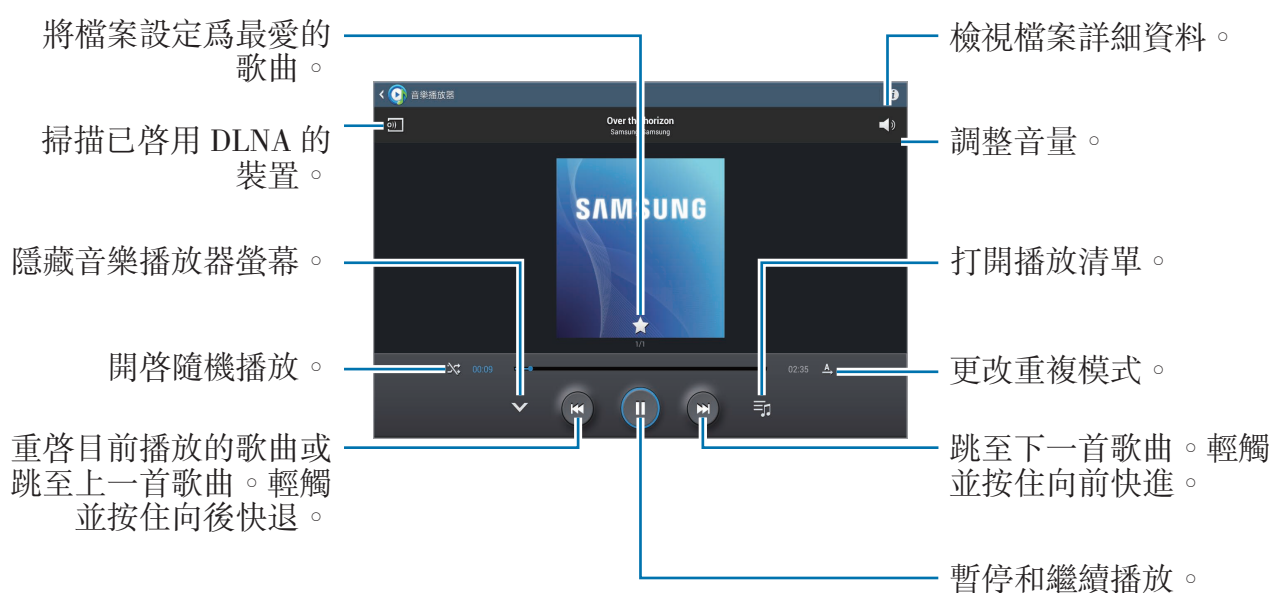 將檔案設定爲最愛的
歌曲。
掃描已啓用 DLNA 的
裝置。
隱藏音樂播放器螢幕。
開啓隨機播放。
重啓目前播放的歌曲或
跳至上一首歌曲。輕觸
並按住向後快退。
音樂播放器
Over the horizon
Samsung Samsung
SAMSUNG
1/1
00:09
02:35
A
檢視檔案詳細資料。
調整音量。
打開播放清單。
更改重複模式。
跳至下一首歌曲。輕觸
並按住向前快進。
暫停和繼續播放。